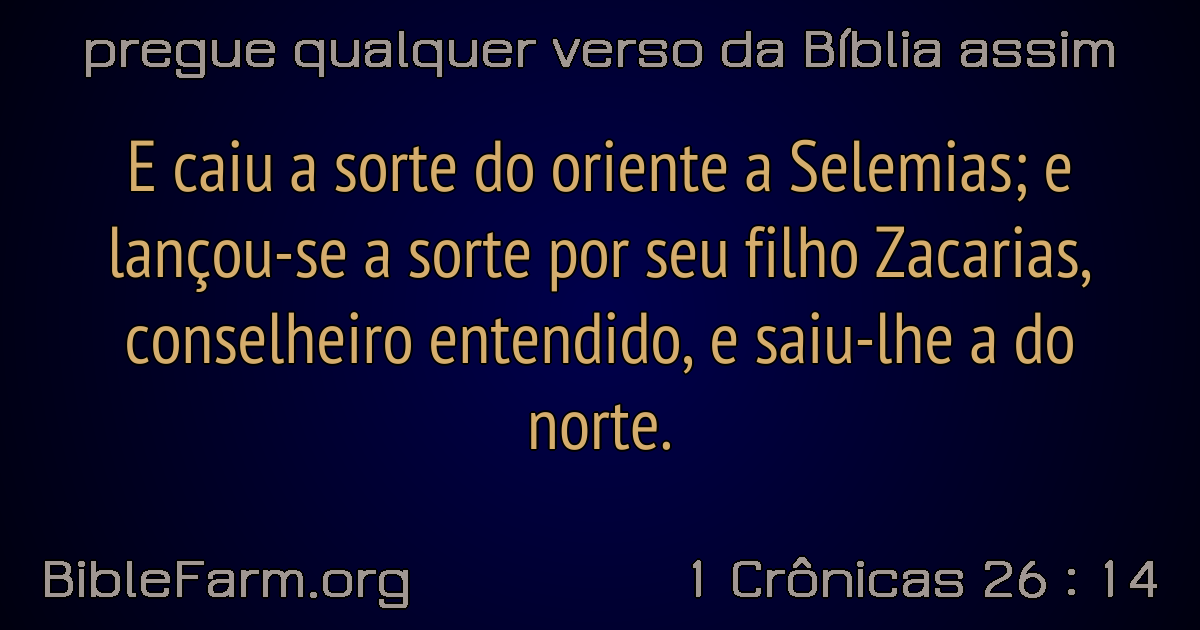 pregue qualquer verso da Bíblia assim
E caiu a sorte do oriente a Selemias; e
lançou-se a sorte por seu filho Zacarias,
conselheiro entendido, e saiu-lhe a do
norte.
BibleFarm.org
1 Crônicas 26 : 14